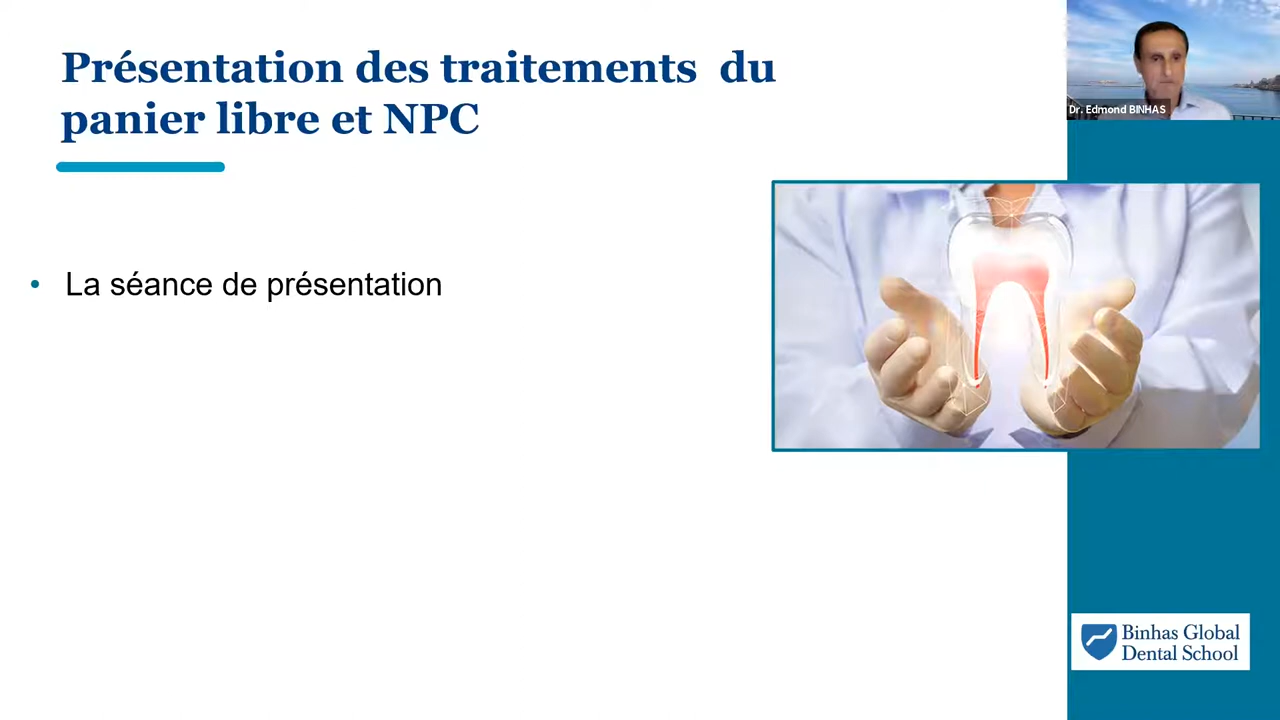 Présentation des traitements du
panier libre et NPC
Dr. Edmond BINHAS
• La séance de présentation
Binhas Global
Dental School